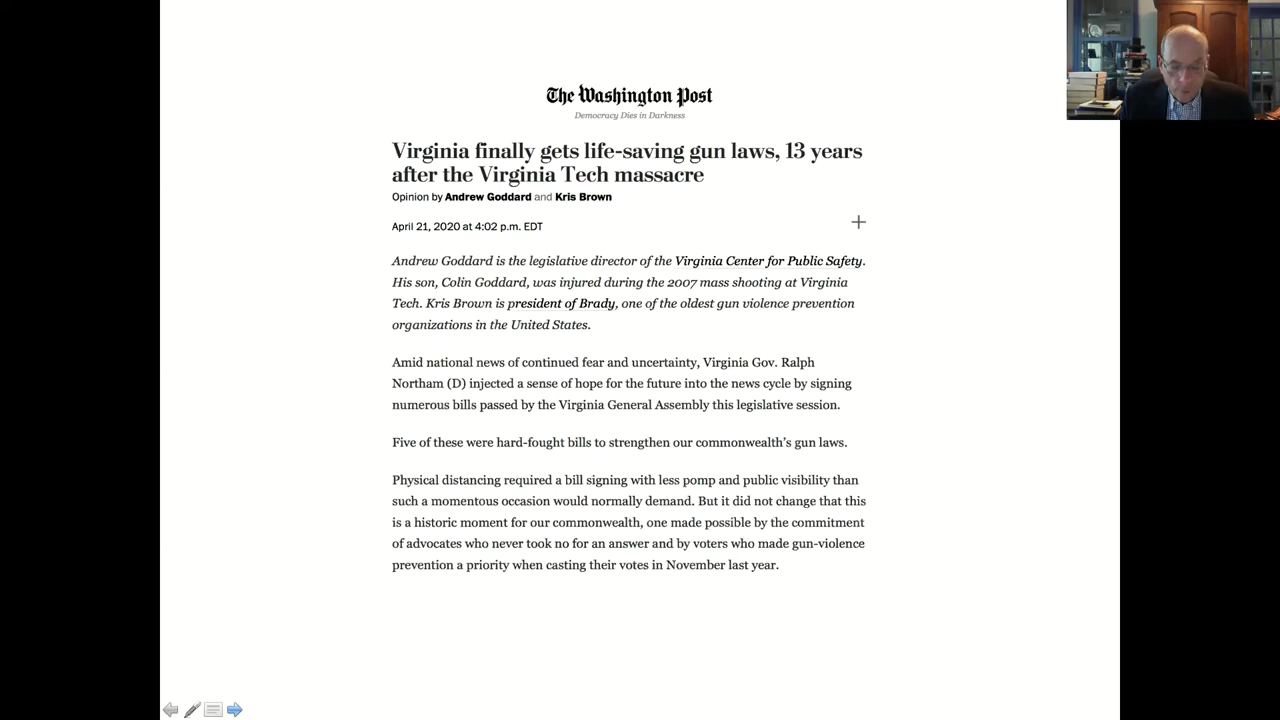 The Washington Post
Democracy Dies in Darkness
Virginia finally gets life-saving gun laws, 13 years
after the Virginia Tech massacre
Opinion by Andrew Goddard and Kris Brown
April 21, 2020 at 4:02 p.m. EDT
Andrew Goddard is the legislative director of the Virginia Center for Public Safety.
His son, Colin Goddard, was injured during the 2007 mass shooting at Virginia
Tech. Kris Brown is president of Brady, one of the oldest gun violence prevention
organizations in the United States.
Amid national news of continued fear and uncertainty, Virginia Gov. Ralph
Northam (D) injected a sense of hope for the future into the news cycle by signing
numerous bills passed by the Virginia General Assembly this legislative session.
Five of these were hard-fought bills to strengthen our commonwealth's gun laws.
Physical distancing required a bill signing with less pomp and public visibility than
such a momentous occasion would normally demand. But it did not change that this
is a historic moment for our commonwealth, one made possible by the commitment
of advocates who never took no for an answer and by voters who made gun-violence
prevention a priority when casting their votes in November last year.